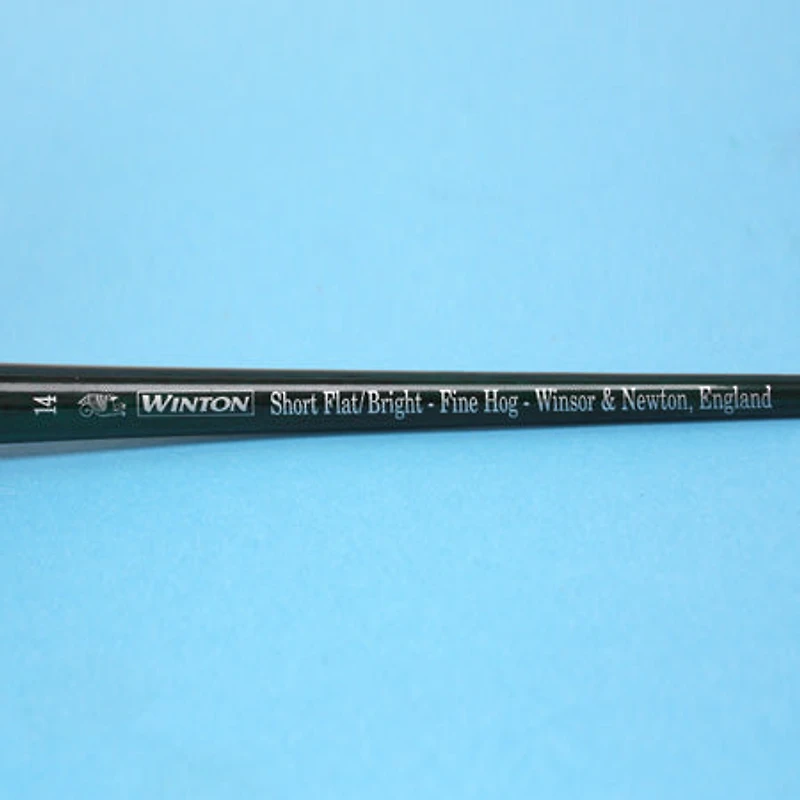 14 WINTON Short Flat/Bright - Fine Hog - Winsor & Newton, England